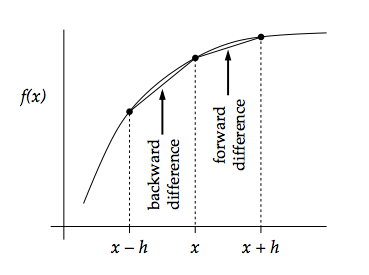 f(x)
backward
difference
forward
difference
x – h
x
x + h